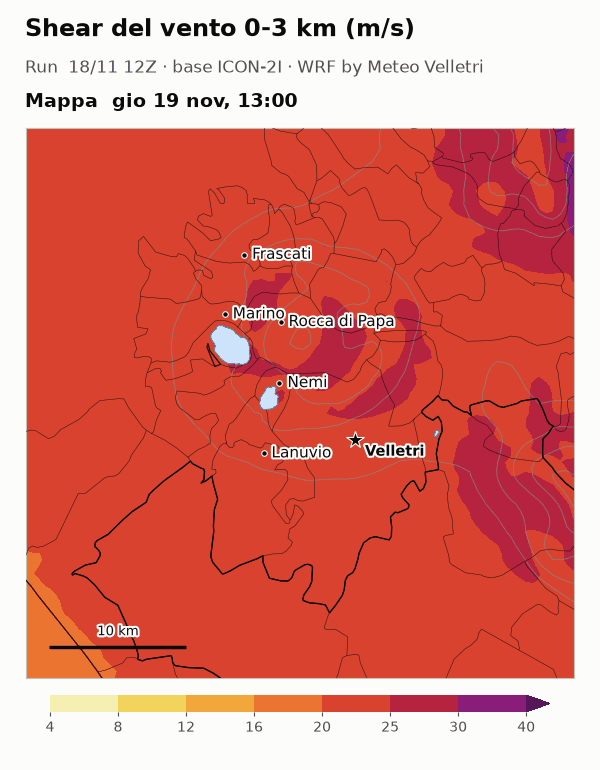 Shear del vento 0-3 km (m/s)
Run  18/11 12Z · base ICON-2I · WRF by Meteo Velletri
Mappa  gio 19 nov, 13:00
Frascati
Marino
Rocca di Papa
Nemi
Velletri
Lanuvio
10 km
4 8 12 16 20 25 30 40